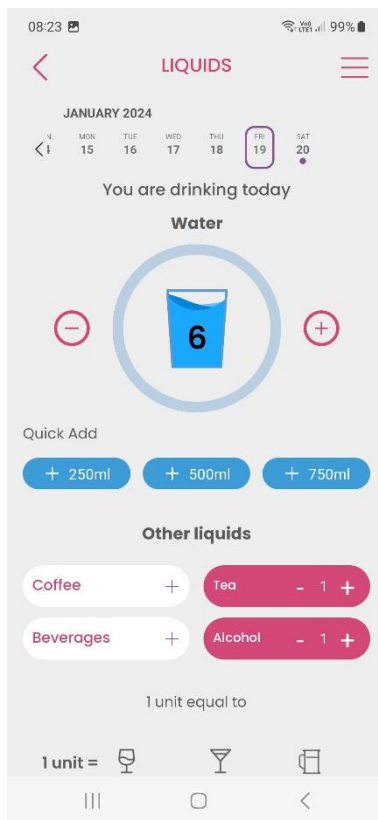 08:23 Vo)) LTE1 99%
LIQUIDS
JANUARY 2024
MON TUE WED THU FRI SAT
15 16 17 18 19 20
You are drinking today
Water
6
Quick Add
+ 250ml + 500ml + 750ml
Other liquids
Coffee + Tea - 1 +
Beverages + Alcohol - 1 +
1 unit equal to
1 unit =